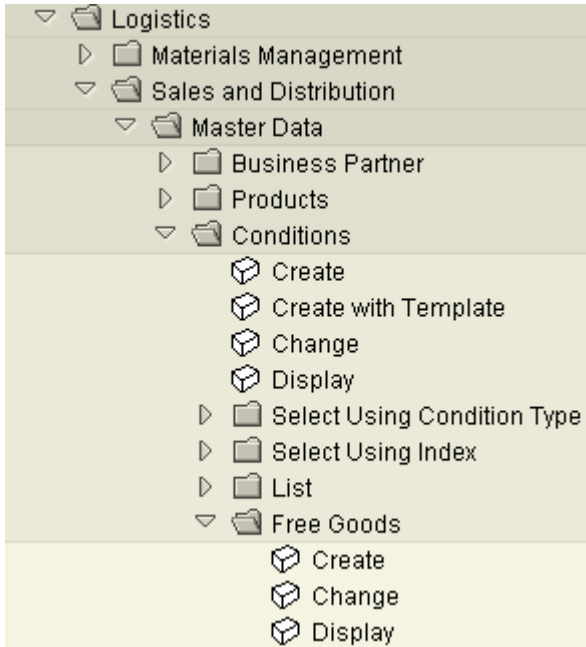 Logistics
Materials Management
Sales and Distribution
Master Data
Business Partner
Products
Conditions
Create
Create with Template
Change
Display
Select Using Condition Type
Select Using Index
List
Free Goods
Create
Change
Display